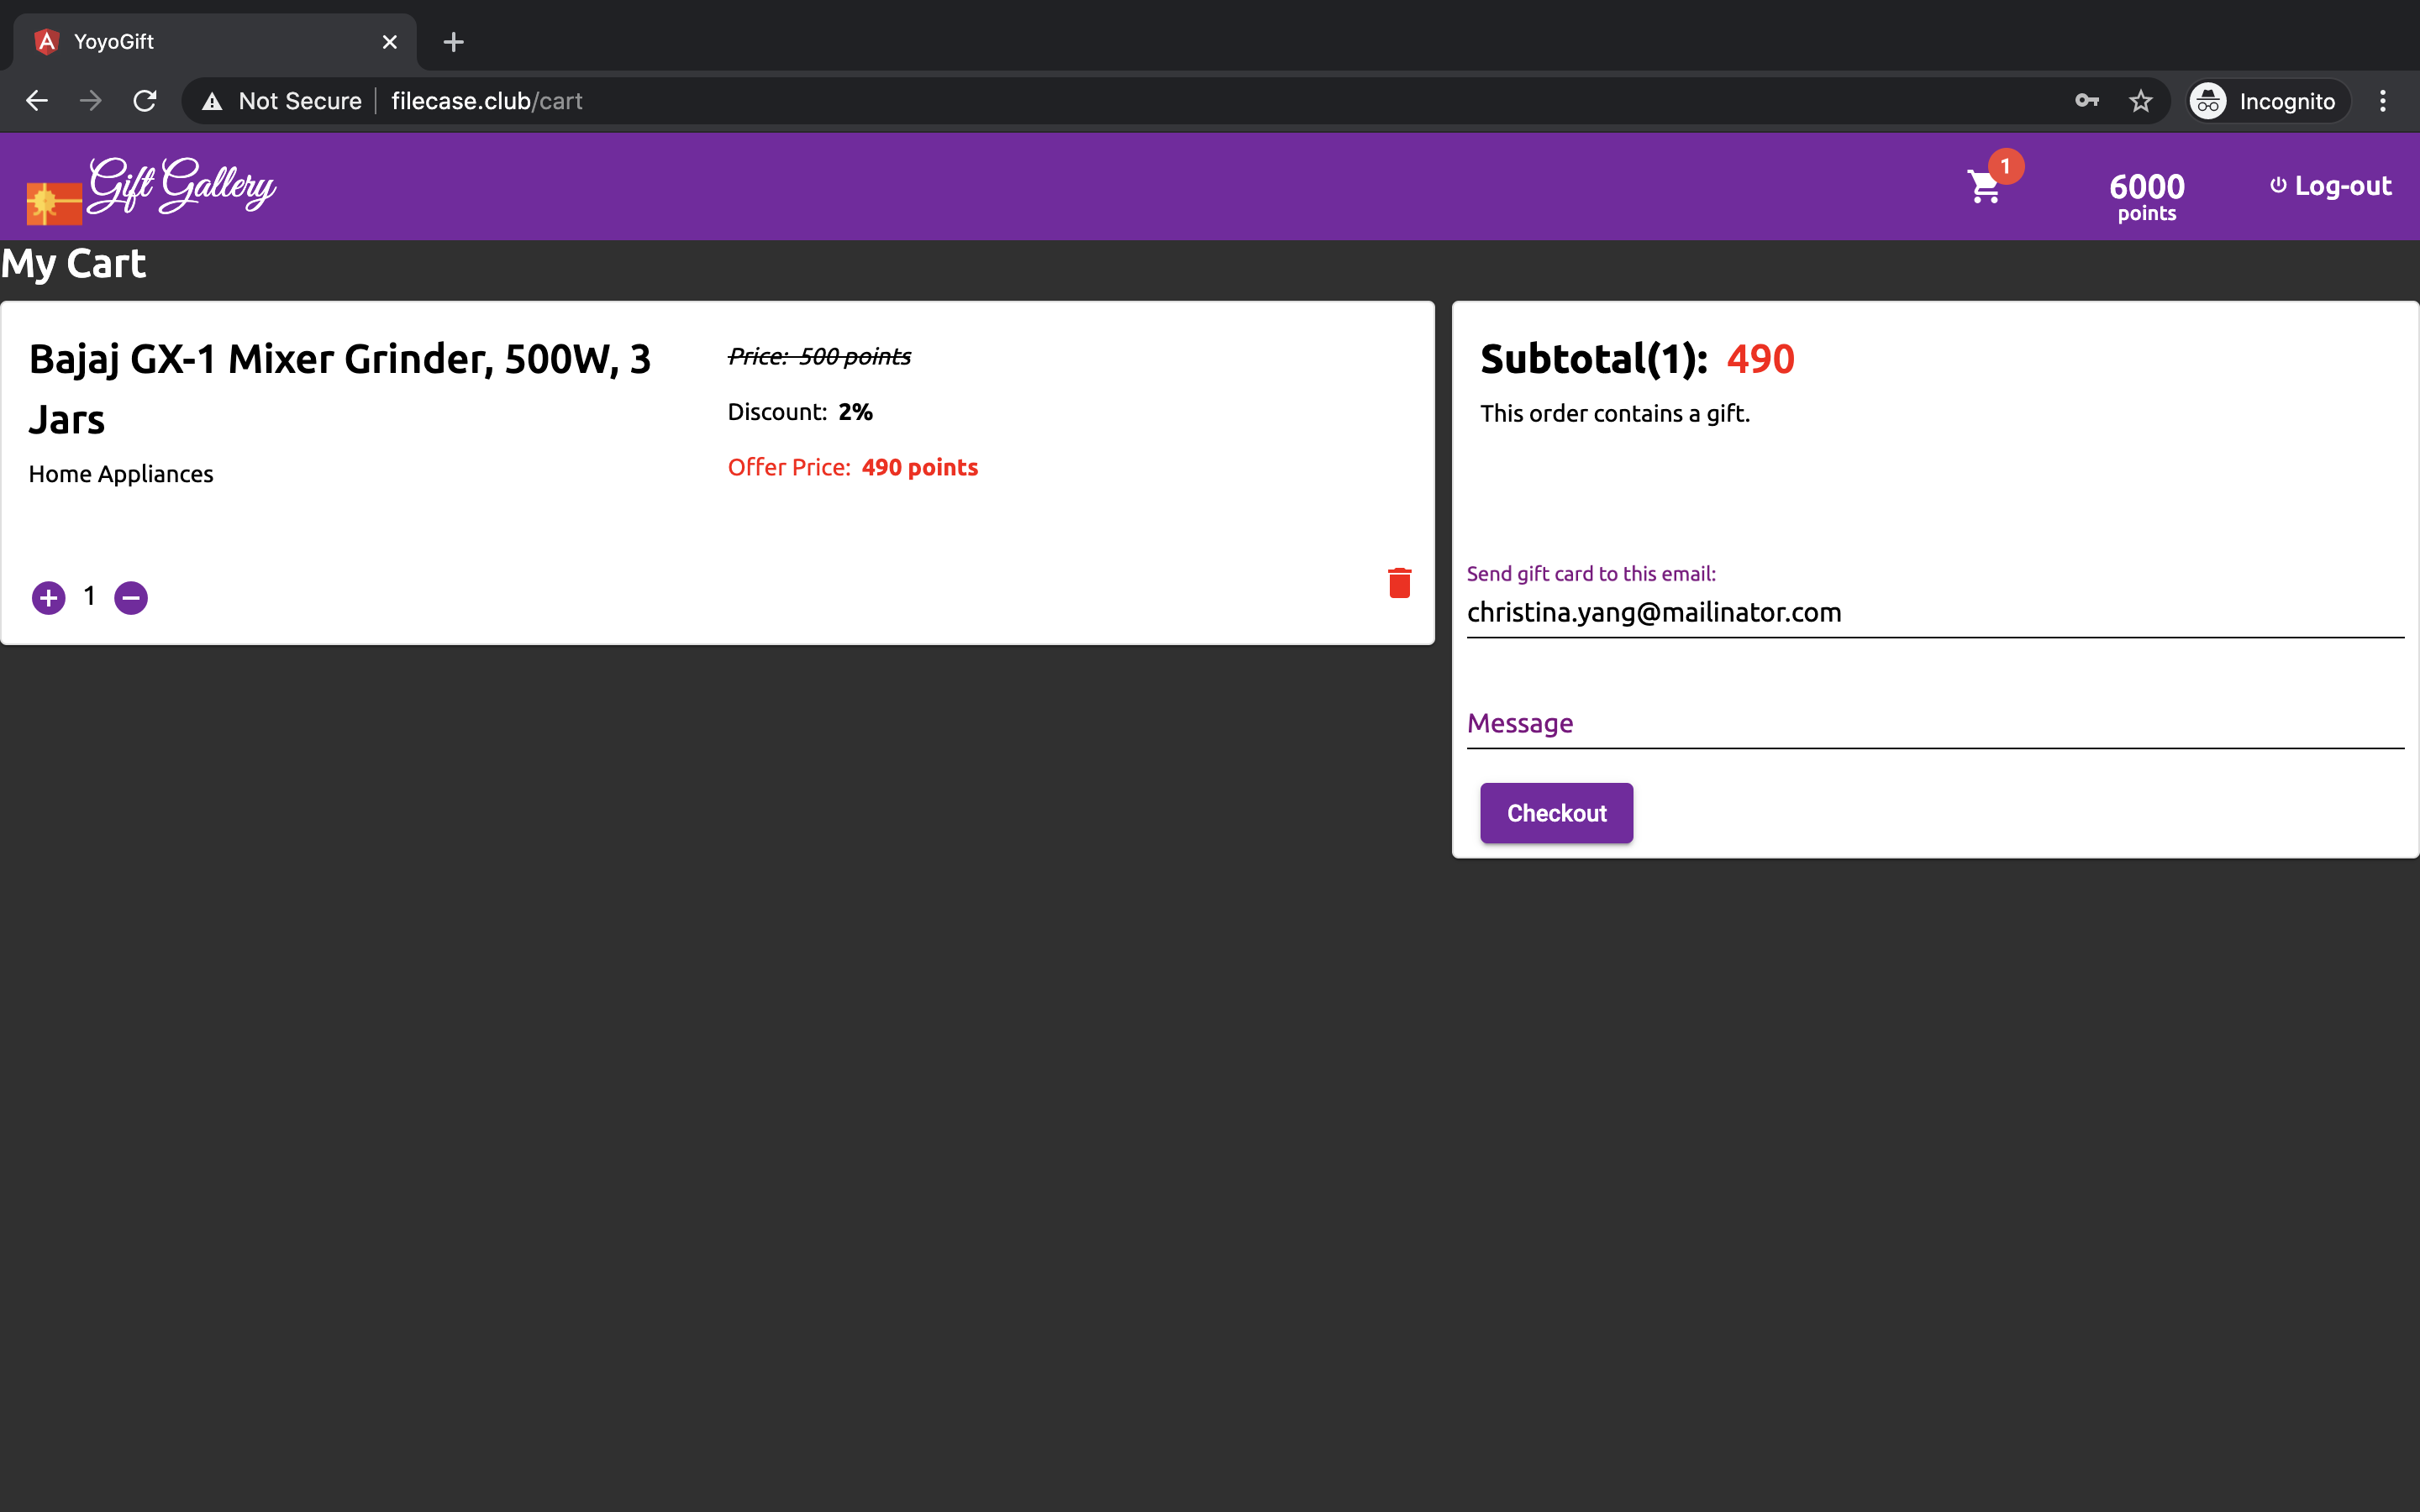 YoyoGift
Not Secure filecase.club/cart
Incognito
Gift Gallery
1
6000
points
Log-out
My Cart
Bajaj GX-1 Mixer Grinder, 500W, 3
Jars
Home Appliances
1
Price: 500 points
Discount: 2%
Offer Price: 490 points
Subtotal(1): 490
This order contains a gift.
Send gift card to this email:
christina.yang@mailinator.com
Message
Checkout